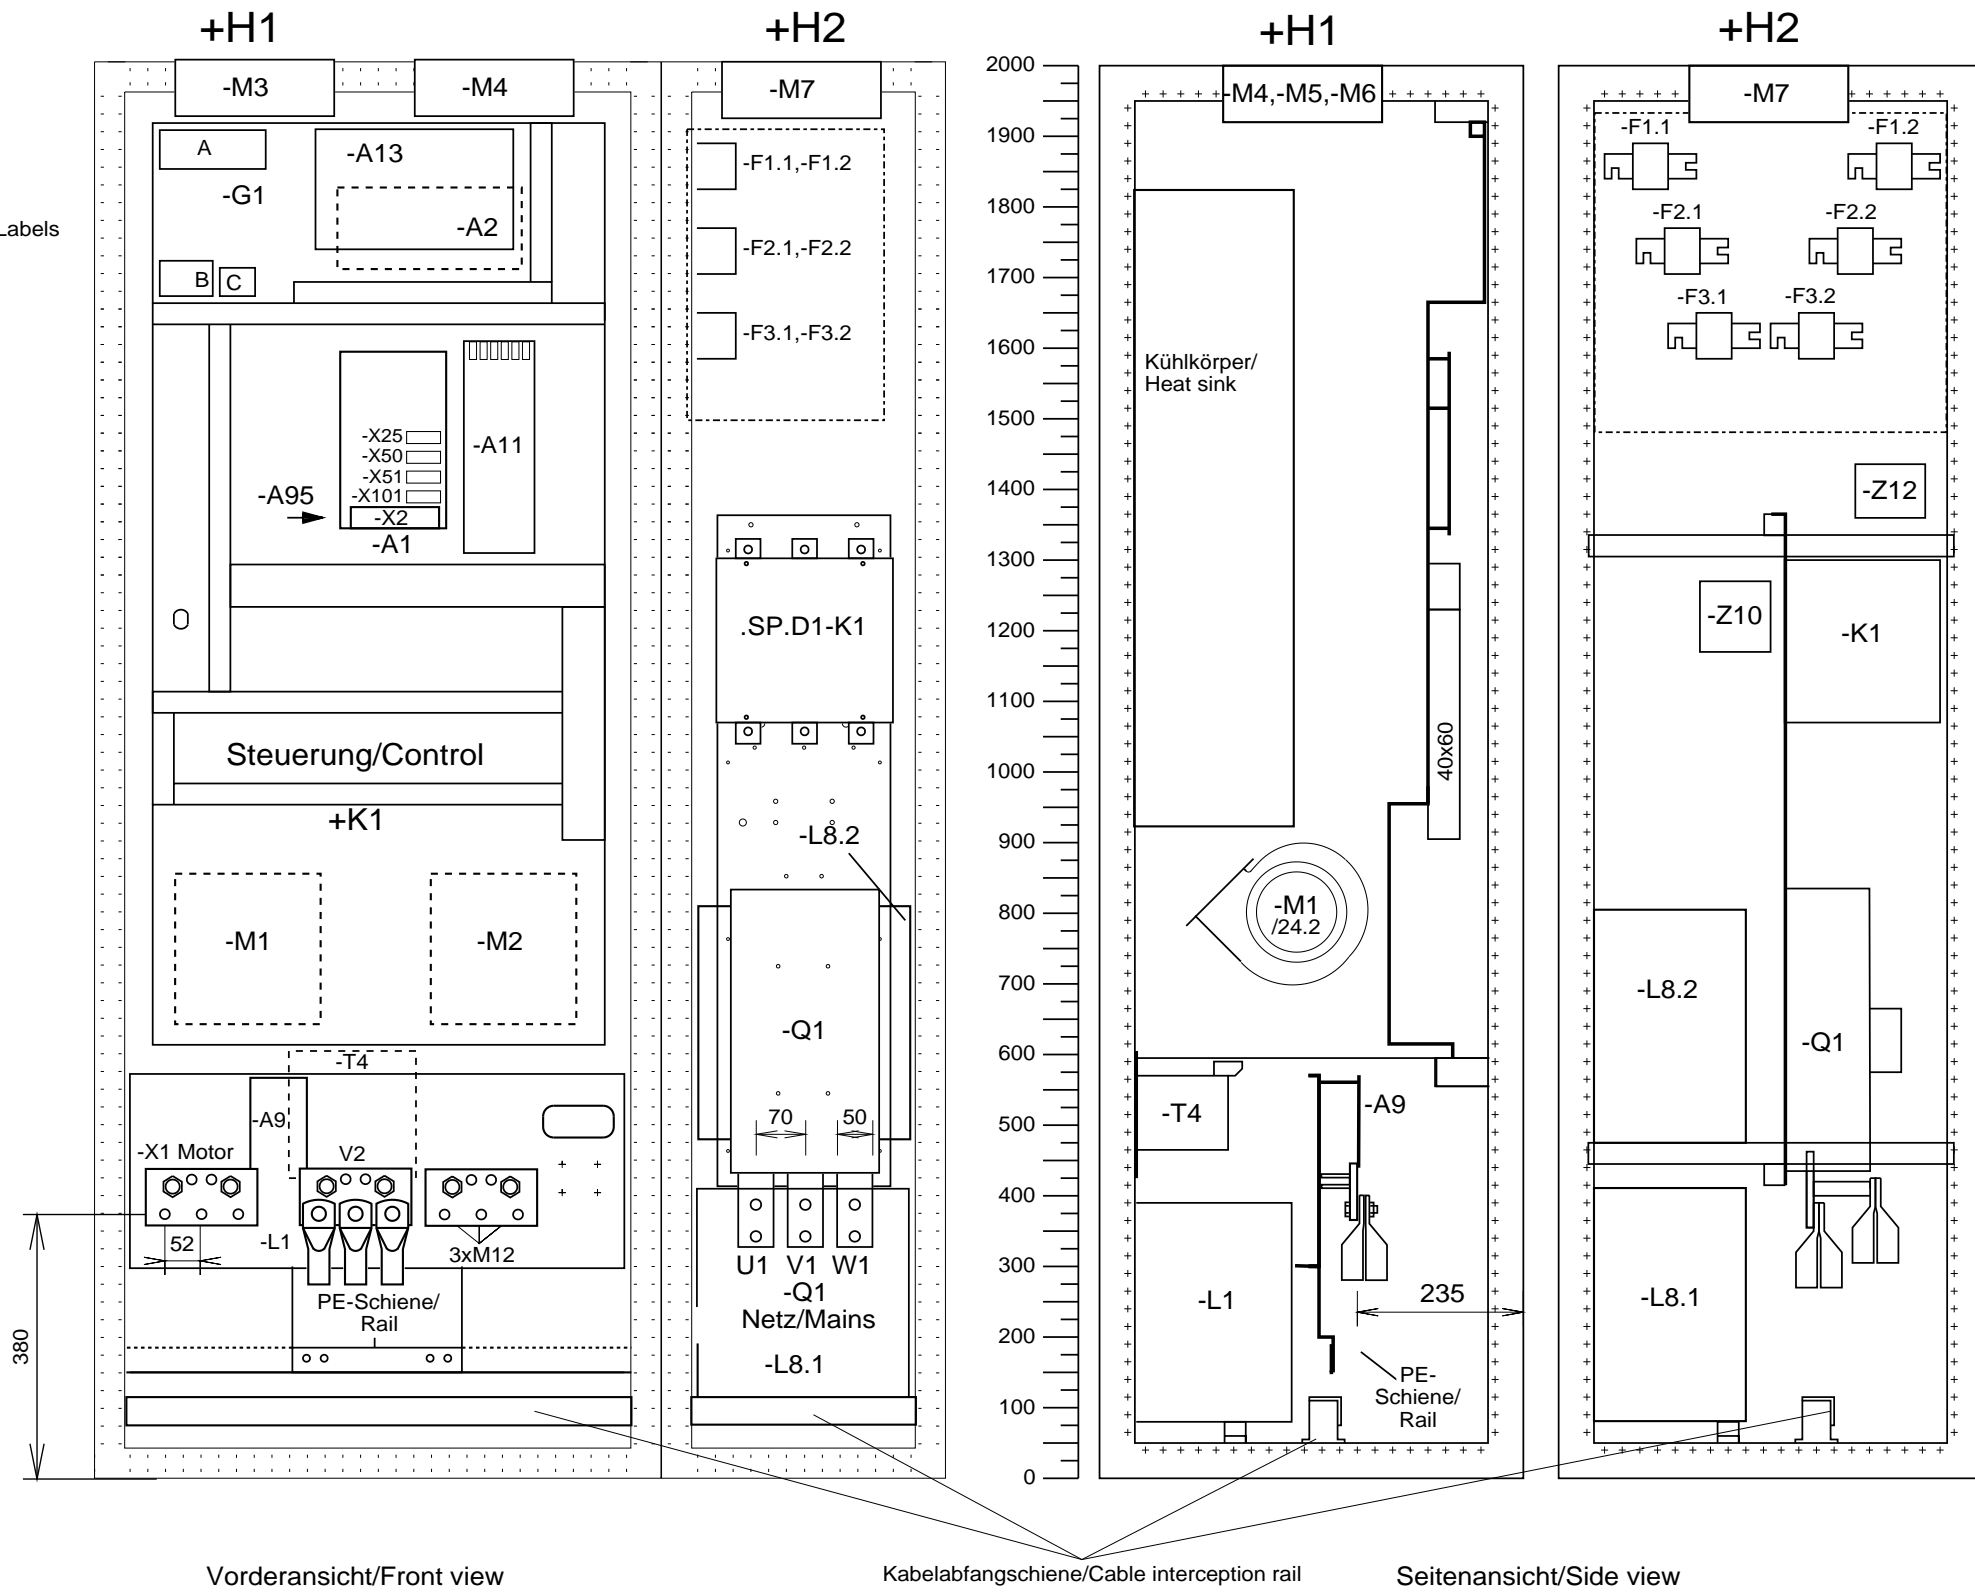 +H1
+H2
+H1
+H2
-M3
-M4
-M7
2000
-M4,-M5,-M6
-M7
A
-A13
-G1
-A2
B
C
Labels
-F1.1,-F1.2
-F2.1,-F2.2
-F3.1,-F3.2
-X25
-X50
-X51
-X101
-X2
-A1
-A95
-A11
.SP.D1-K1
Steuerung/Control
+K1
-L8.2
-M1
-M2
-Q1
-T4
-A9
-X1 Motor
V2
70
50
52
-L1
3xM12
PE-Schiene/
Rail
380
U1
V1
W1
-Q1
Netz/Mains
-L8.1
1900
1800
1700
1600
1500
1400
1300
1200
1100
1000
900
800
700
600
500
400
300
200
100
0
Kühlkörper/
Heat sink
40x60
-M1
/24.2
-T4
-A9
-L1
235
PE-
Schiene/
Rail
-F1.1
-F1.2
-F2.1
-F2.2
-F3.1
-F3.2
-Z12
-Z10
-K1
-L8.2
-Q1
-L8.1
Vorderansicht/Front view
Kabelabfangschiene/Cable interception rail
Seitenansicht/Side view